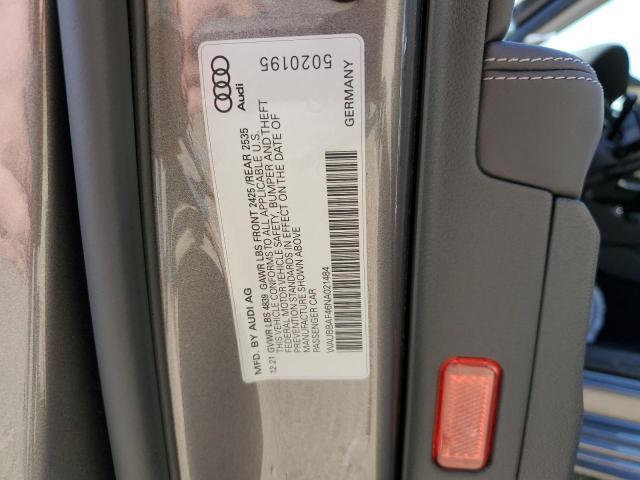 MFD. BY AUDI AG
12 21 GVWR LBS 4839 GAWR LBS FRONT 2425 /REAR 2535
THIS VEHICLE CONFORMS TO ALL APPLICABLE U.S.
FEDERAL MOTOR VEHICLE SAFETY, BUMPER AND THEFT
PREVENTION STANDARDS IN EFFECT ON THE DATE OF
MANUFACTURE SHOWN ABOVE
PASSENGER CAR
WAU8BAF46NA021484
Audi
5020195
GERMANY